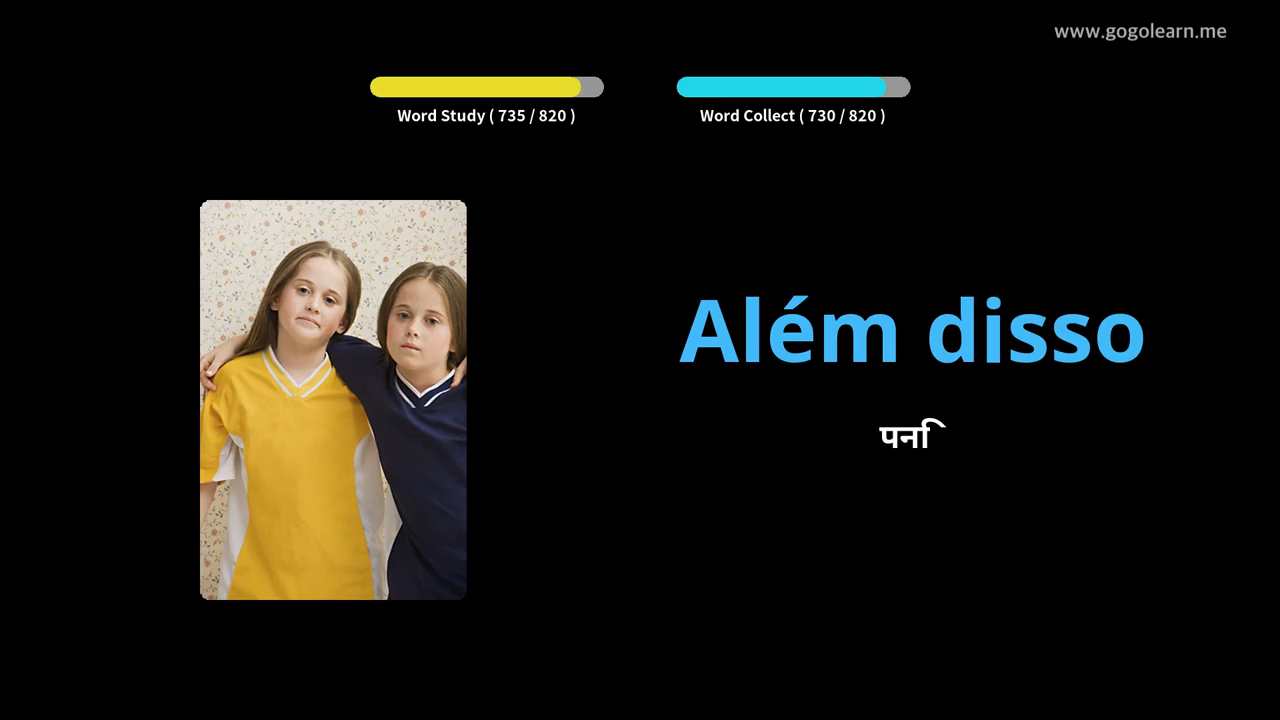 www.gogolearn.me
Word Study ( 735 / 820 )
Word Collect ( 730 / 820 )
Além disso
पनि